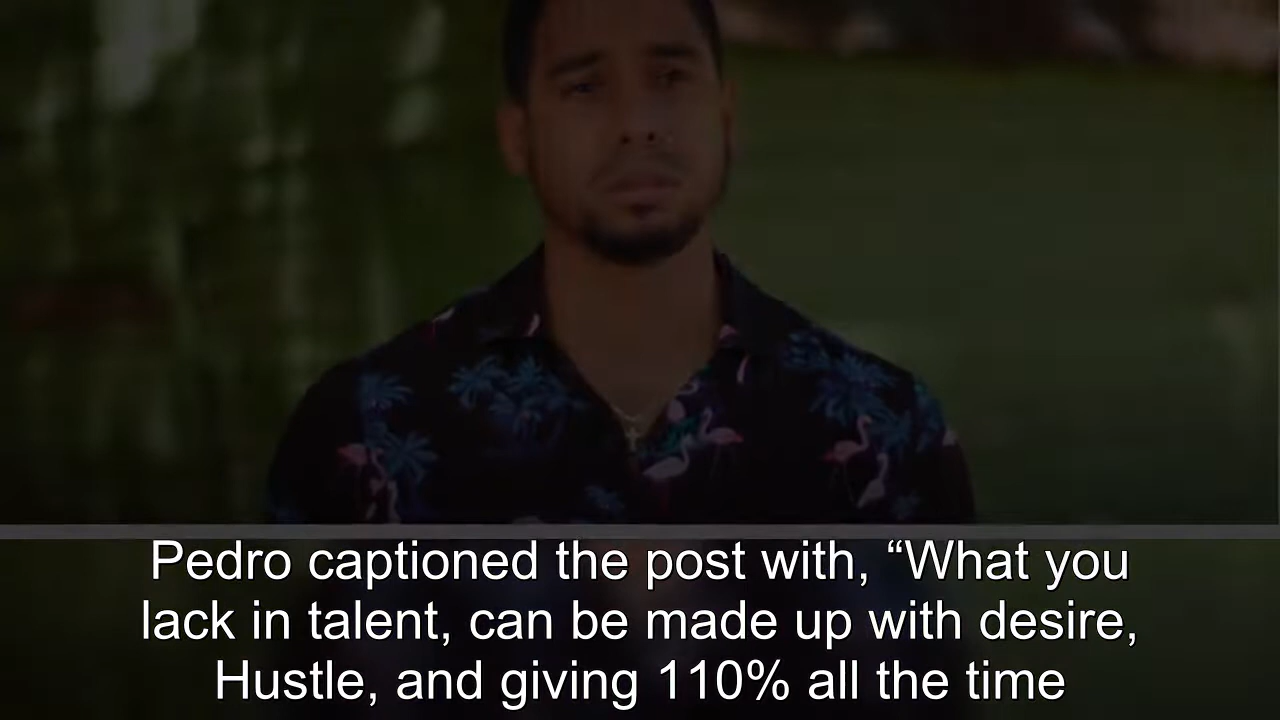 Pedro captioned the post with, “What you
lack in talent, can be made up with desire,
Hustle, and giving 110% all the time